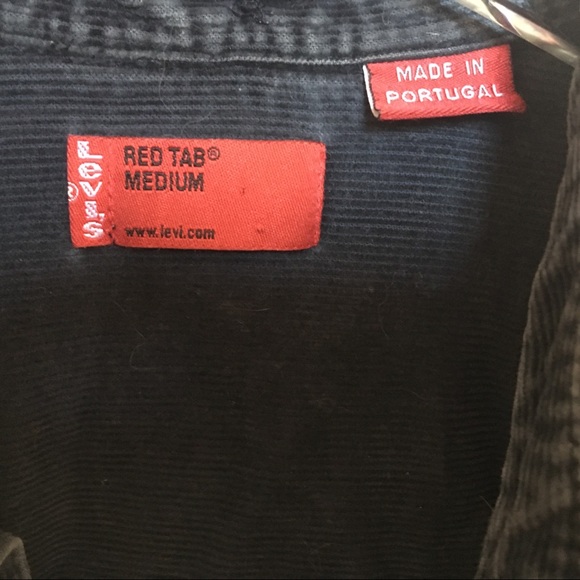 MADE IN
PORTUGAL
Levi's
®
RED TAB®
MEDIUM
www.levi.com